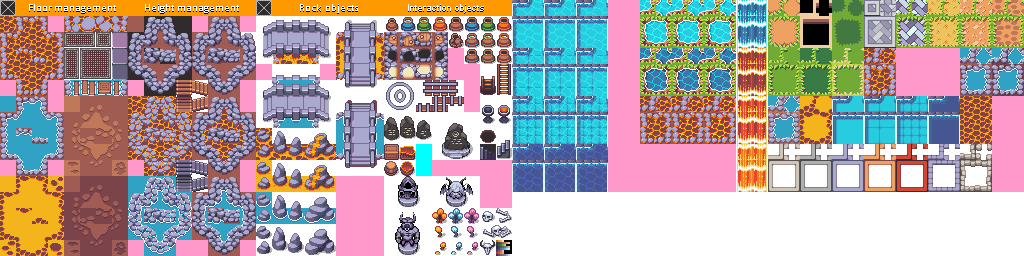 Floor management
Height management
Rock objects
Interaction objects